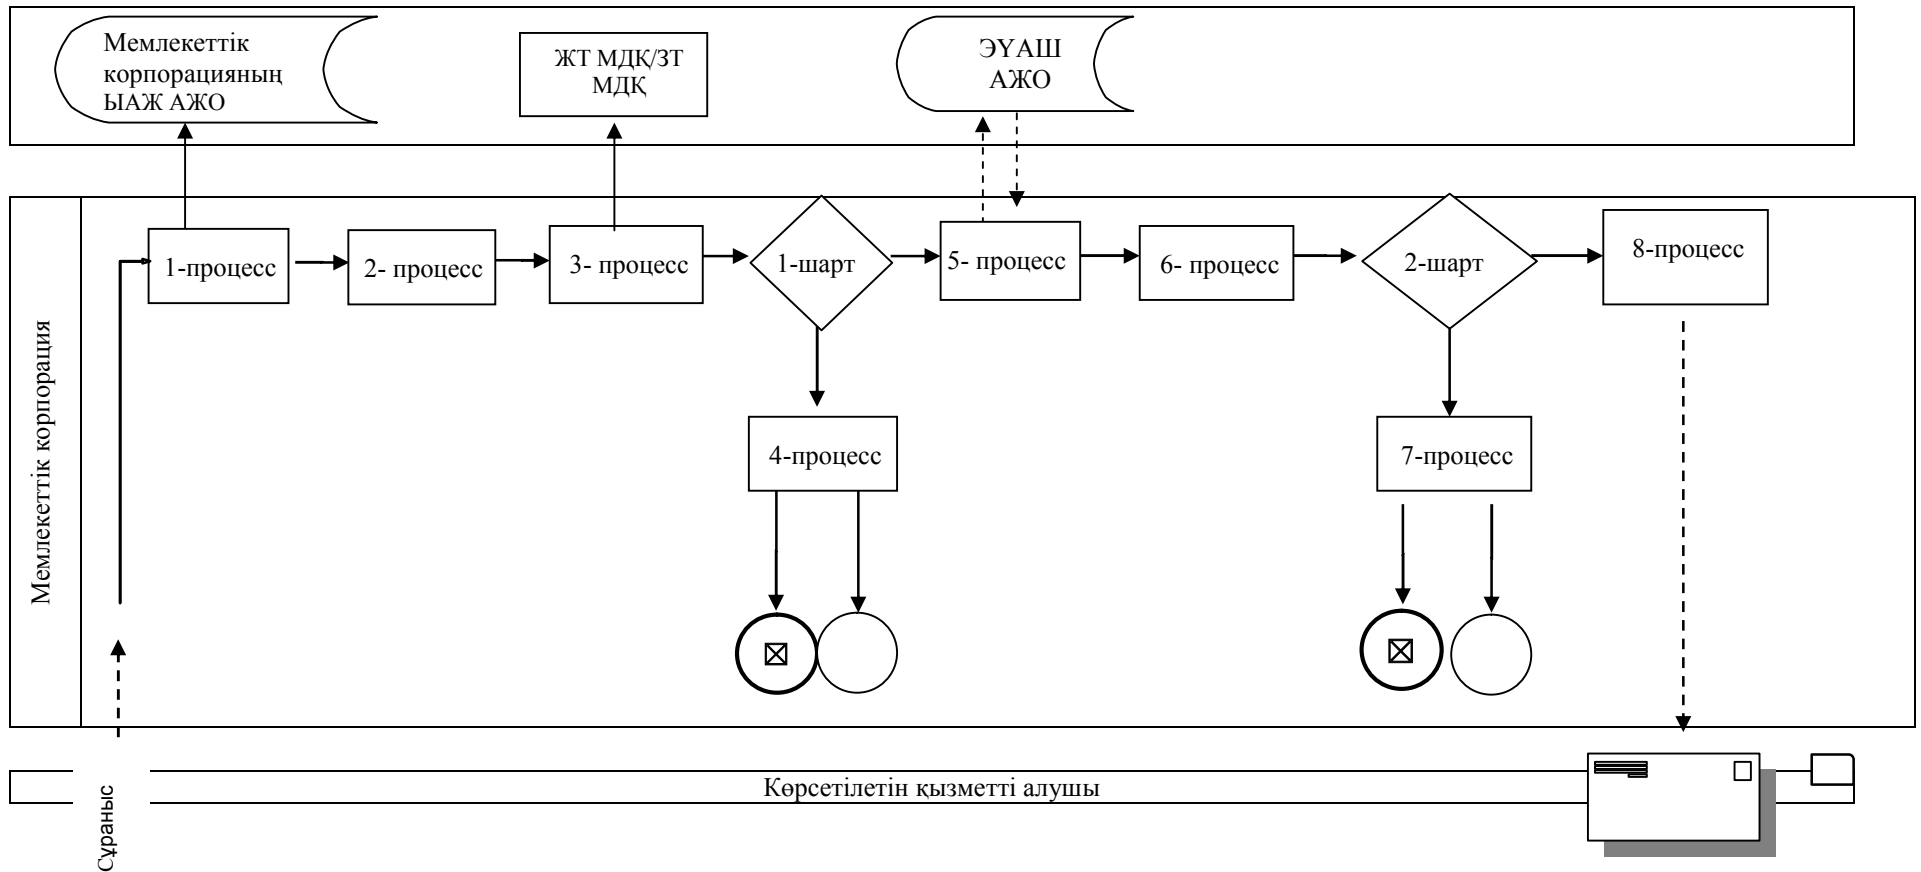 Мемлекеттік
корпорацияның
ЫАЖ АЖО
ЖТ МДҚ/ЗТ
МДҚ
ЭҮАШ
АЖО
Мемлекеттік корпорация
1-процесс
2- процесс
3- процесс
1-шарт
5- процесс
6- процесс
2-шарт
8-процесс
4-процесс
7-процесс
Сұраныс
Көрсетілетін қызметті алушы